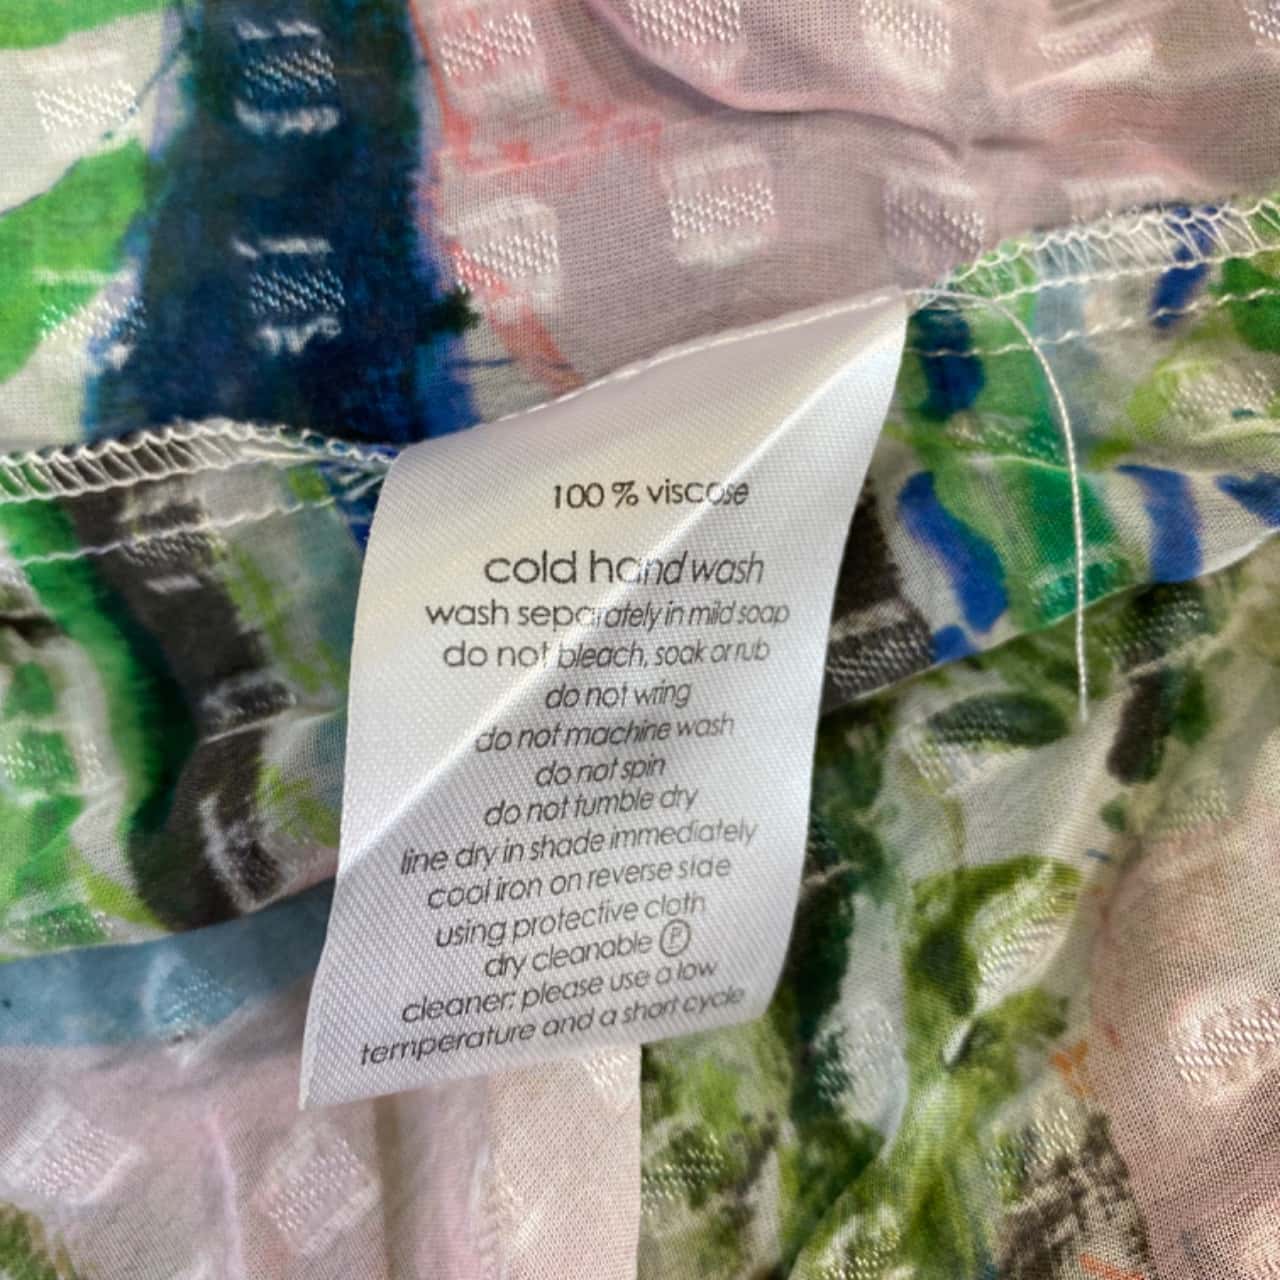 100 % viscose
cold hand wash
wash separately in mild soap
do not bleach, soak or rub
do not wring
do not machine wash
do not spin
do not tumble dry
line dry in shade immediately
cool iron on reverse side
using protective cloth
dry cleanable Ⓟ
cleaner: please use a low
temperature and a short cycle